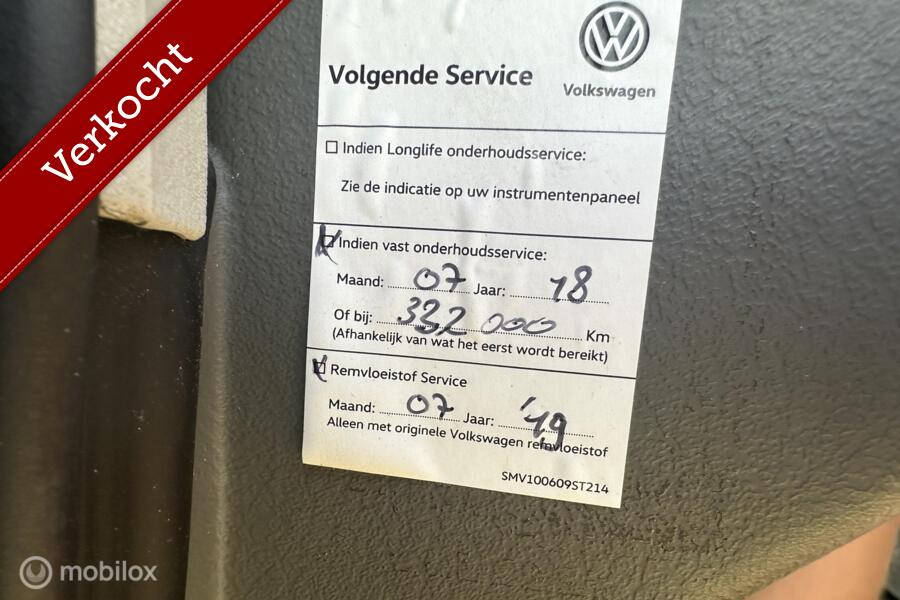 Verkocht
Volgende Service
Volkswagen
Indien Longlife onderhoudsservice:
Zie de indicatie op uw instrumentenpaneel
Indien vast onderhoudsservice:
Maand: 07 Jaar: 18
Of bij: 332 000 Km
(Afhankelijk van wat het eerst wordt bereikt)
Remvloeistof Service
Maand: 07 Jaar: '19
Alleen met originele Volkswagen remvloeistof
SMV100609ST214
mobilox